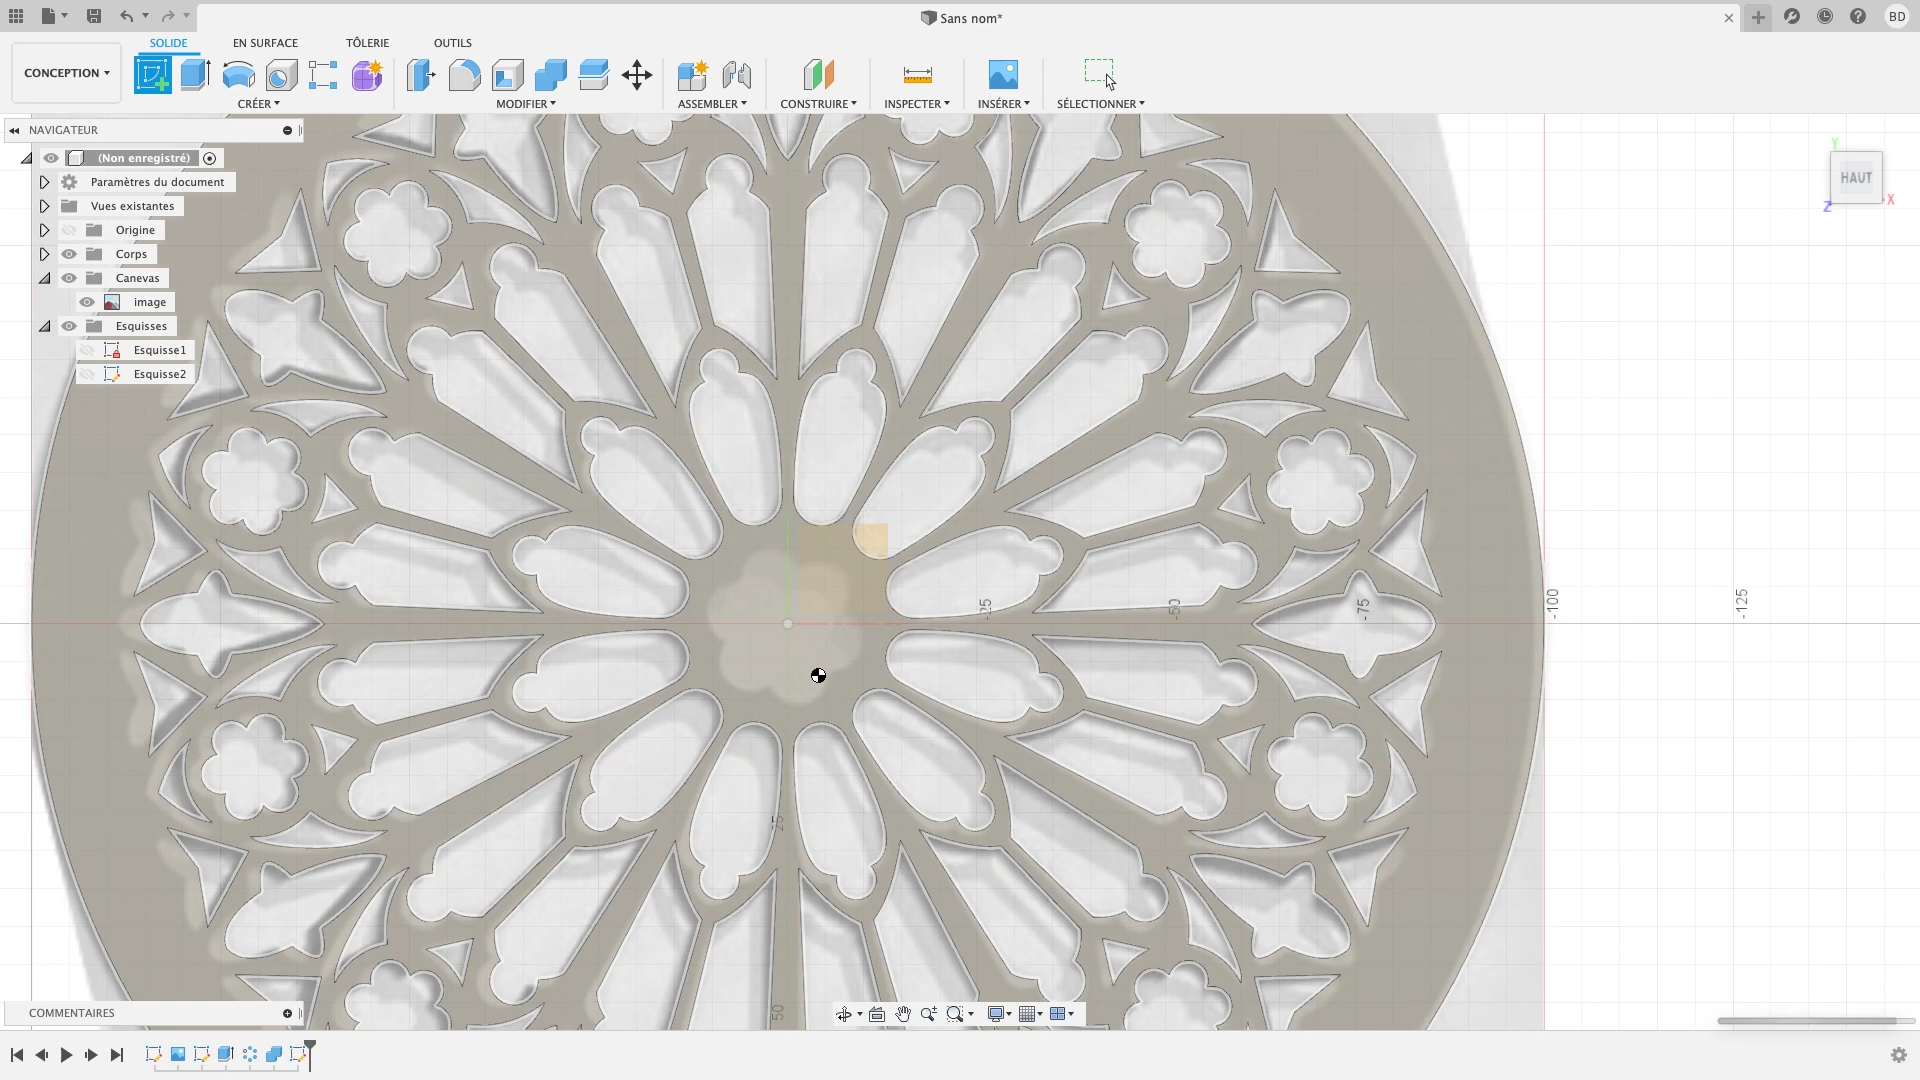 Sans nom*
BD
CONCEPTION
SOLIDE
EN SURFACE
TÔLERIE
OUTILS
CRÉER
MODIFIER
ASSEMBLER
CONSTRUIRE
INSPECTER
INSÉRER
SÉLECTIONNER
NAVIGATEUR
(Non enregistré)
Paramètres du document
Vues existantes
Origine
Corps
Canevas
image
Esquisses
Esquisse1
Esquisse2
Y
HAUT
X
Z
-25
-50
-75
-100
-125
25
50
COMMENTAIRES